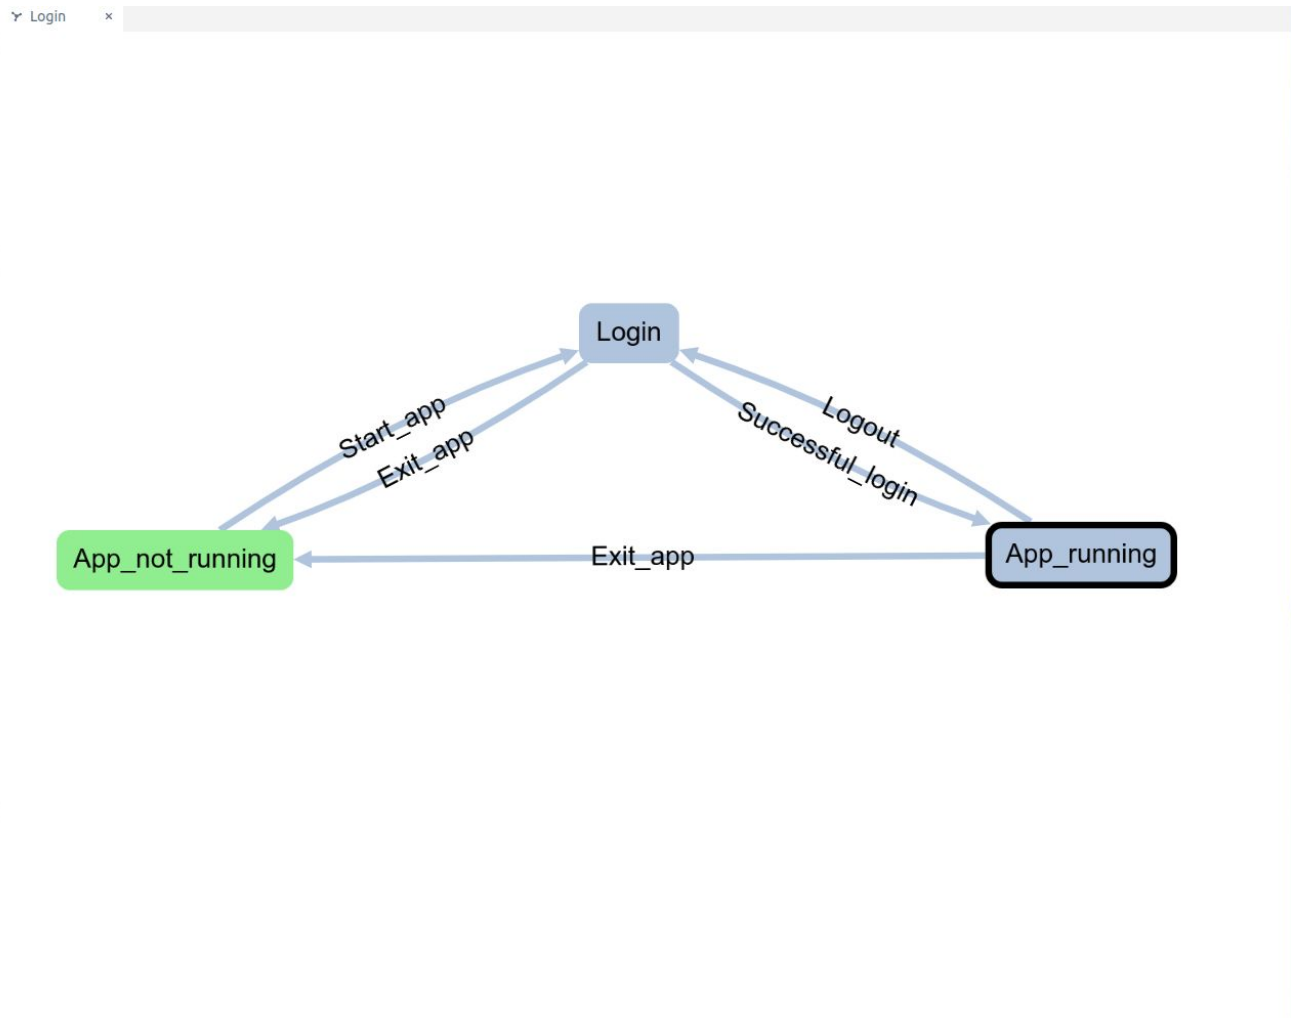 Login
Login
Start_app
Exit_app
Logout
Successful_login
App_not_running
Exit_app
App_running